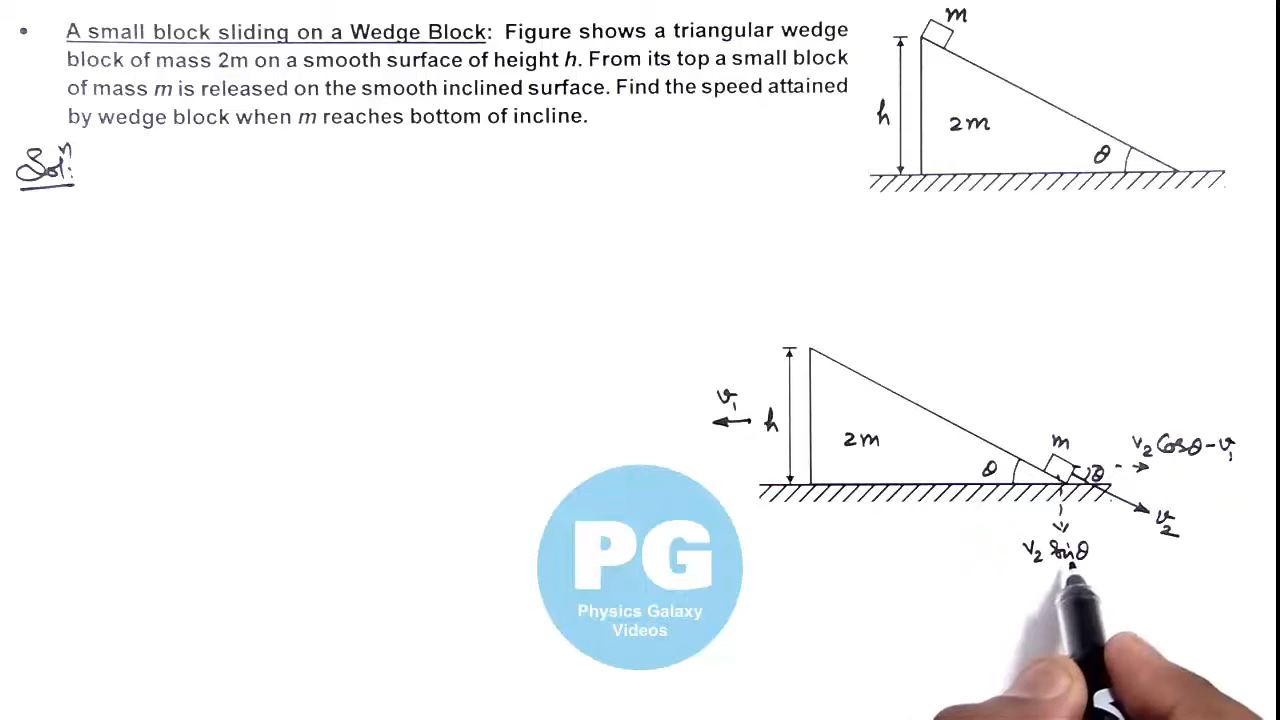 • A small block sliding on a Wedge Block: Figure shows a triangular wedge
block of mass 2m on a smooth surface of height h. From its top a small block
of mass m is released on the smooth inclined surface. Find the speed attained
by wedge block when m reaches bottom of incline.
Solⁿ:
m
h
2m
θ
v₁
h
2m
θ
m
θ
v₂ Cosθ - v₁
v₂
v₂ sinθ
PG
Physics Galaxy
Videos